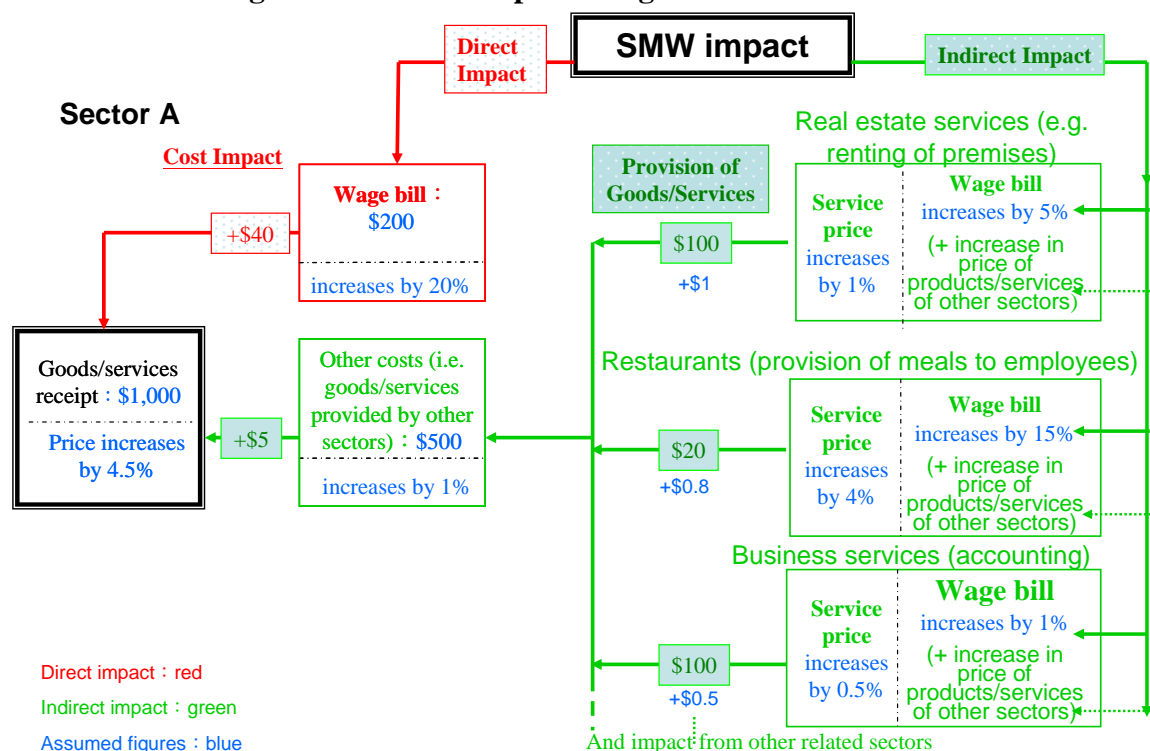 SMW impact
Direct
Impact
Indirect Impact
Sector A
Cost Impact
Wage bill：
$200
increases by 20%
+$40
Goods/services
receipt：$1,000
Price increases
by 4.5%
+$5
Other costs (i.e.
goods/services
provided by other
sectors)：$500
increases by 1%
Provision of
Goods/Services
Real estate services (e.g.
renting of premises)
$100
+$1
Service
price
increases
by 1%
Wage bill
increases by 5%
(+ increase in
price of
products/services
of other sectors)
Restaurants (provision of meals to employees)
$20
+$0.8
Service
price
increases
by 4%
Wage bill
increases by 15%
(+ increase in
price of
products/services
of other sectors)
Business services (accounting)
$100
+$0.5
Service
price
increases
by 0.5%
Wage bill
increases by 1%
(+ increase in
price of
products/services
of other sectors)
And impact from other related sectors
Direct impact：red
Indirect impact：green
Assumed figures：blue